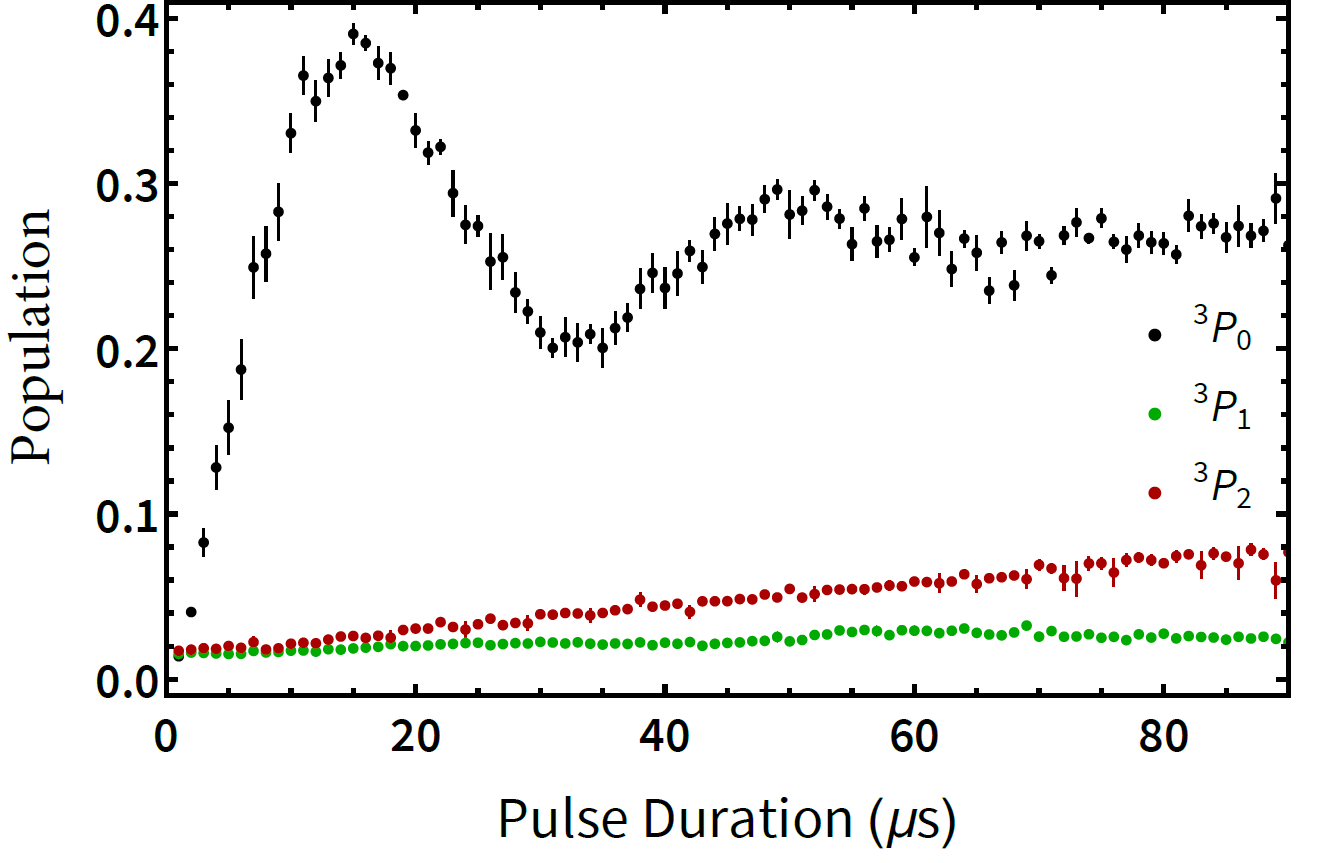 0.4
0.3
0.2
0.1
0.0
Population
³P₀
³P₁
³P₂
0 20 40 60 80
Pulse Duration (μs)